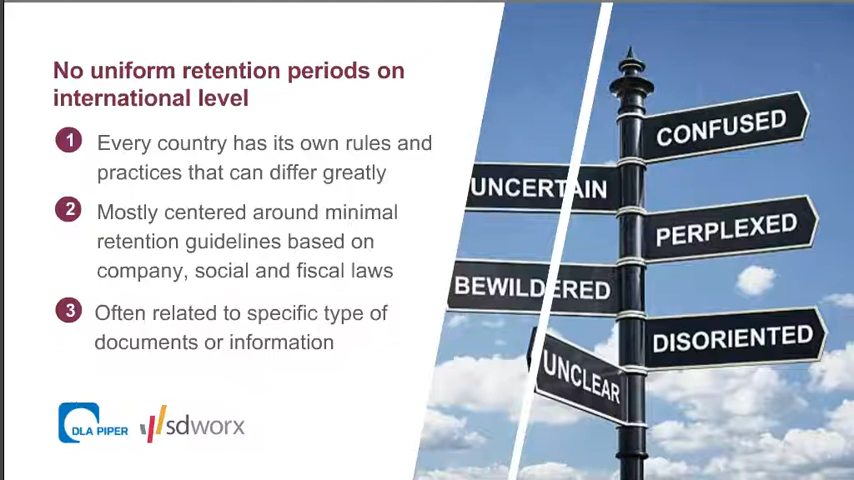 No uniform retention periods on
international level
1 Every country has its own rules and
practices that can differ greatly
2 Mostly centered around minimal
retention guidelines based on
company, social and fiscal laws
3 Often related to specific type of
documents or information
DLA PIPER
sdworx
CONFUSED
UNCERTAIN
PERPLEXED
BEWILDERED
DISORIENTED
UNCLEAR